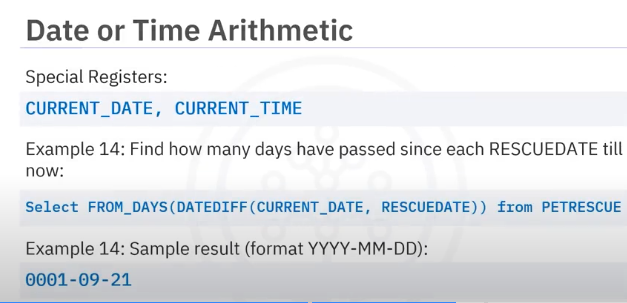 Date or Time Arithmetic
Special Registers:
CURRENT_DATE, CURRENT_TIME
Example 14: Find how many days have passed since each RESCUEDATE till
now:
Select FROM_DAYS(DATEDIFF(CURRENT_DATE, RESCUEDATE)) from PETRESCUE
Example 14: Sample result (format YYYY-MM-DD):
0001-09-21